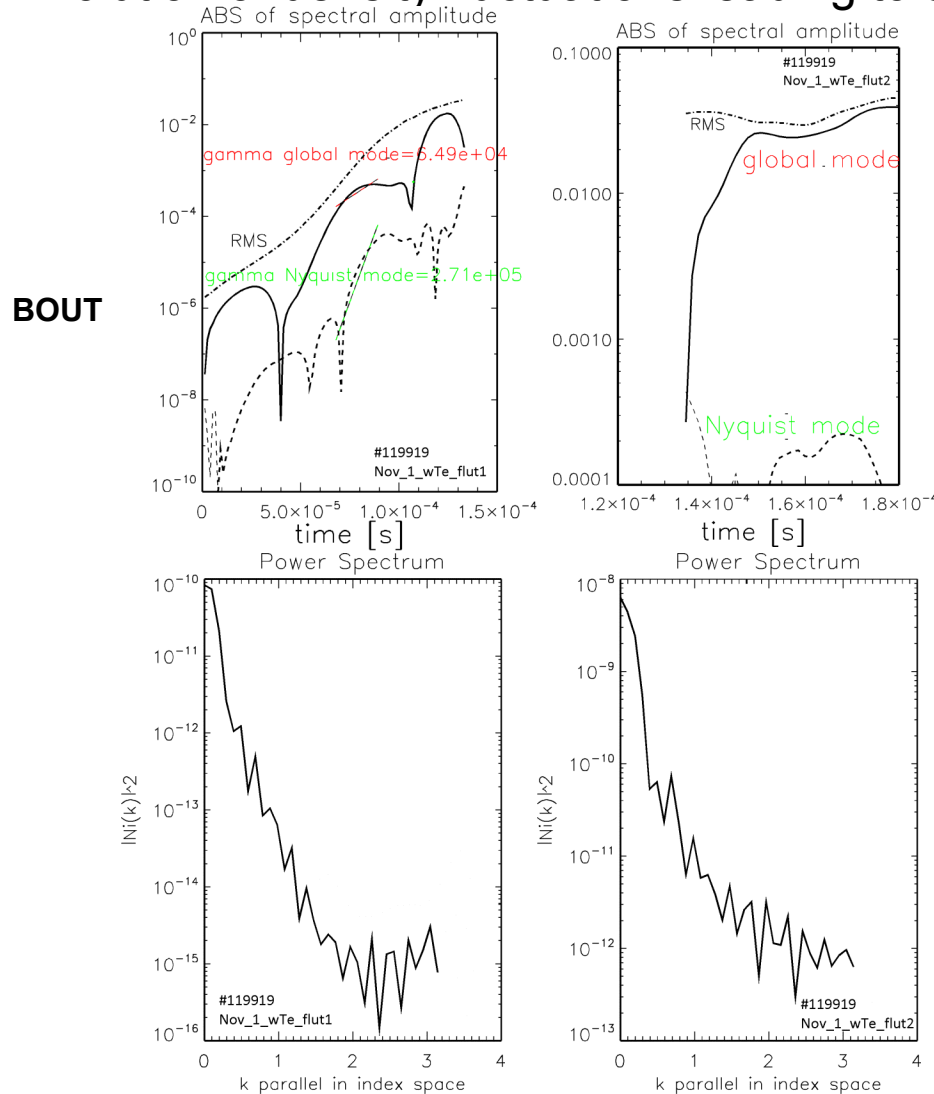 ABS of spectral amplitude
10^0
10^-2
10^-4
10^-6
10^-8
10^-10
gamma global mode=6.49e+04
RMS
gamma Nyquist mode=2.71e+05
#119919
Nov_1_wTe_flut1
0
5.0×10^-5
1.0×10^-4
1.5×10^-4
time [s]
ABS of spectral amplitude
0.1000
0.0100
0.0010
0.0001
#119919
Nov_1_wTe_flut2
RMS
global mode
Nyquist mode
1.2×10^-4
1.4×10^-4
1.6×10^-4
1.8×10^-4
time [s]
BOUT
Power Spectrum
10^-10
10^-11
10^-12
10^-13
10^-14
10^-15
10^-16
|Ni(k)|^2
#119919
Nov_1_wTe_flut1
0
1
2
3
4
k parallel in index space
Power Spectrum
10^-8
10^-9
10^-10
10^-11
10^-12
10^-13
|Ni(k)|^2
#119919
Nov_1_wTe_flut2
0
1
2
3
4
k parallel in index space